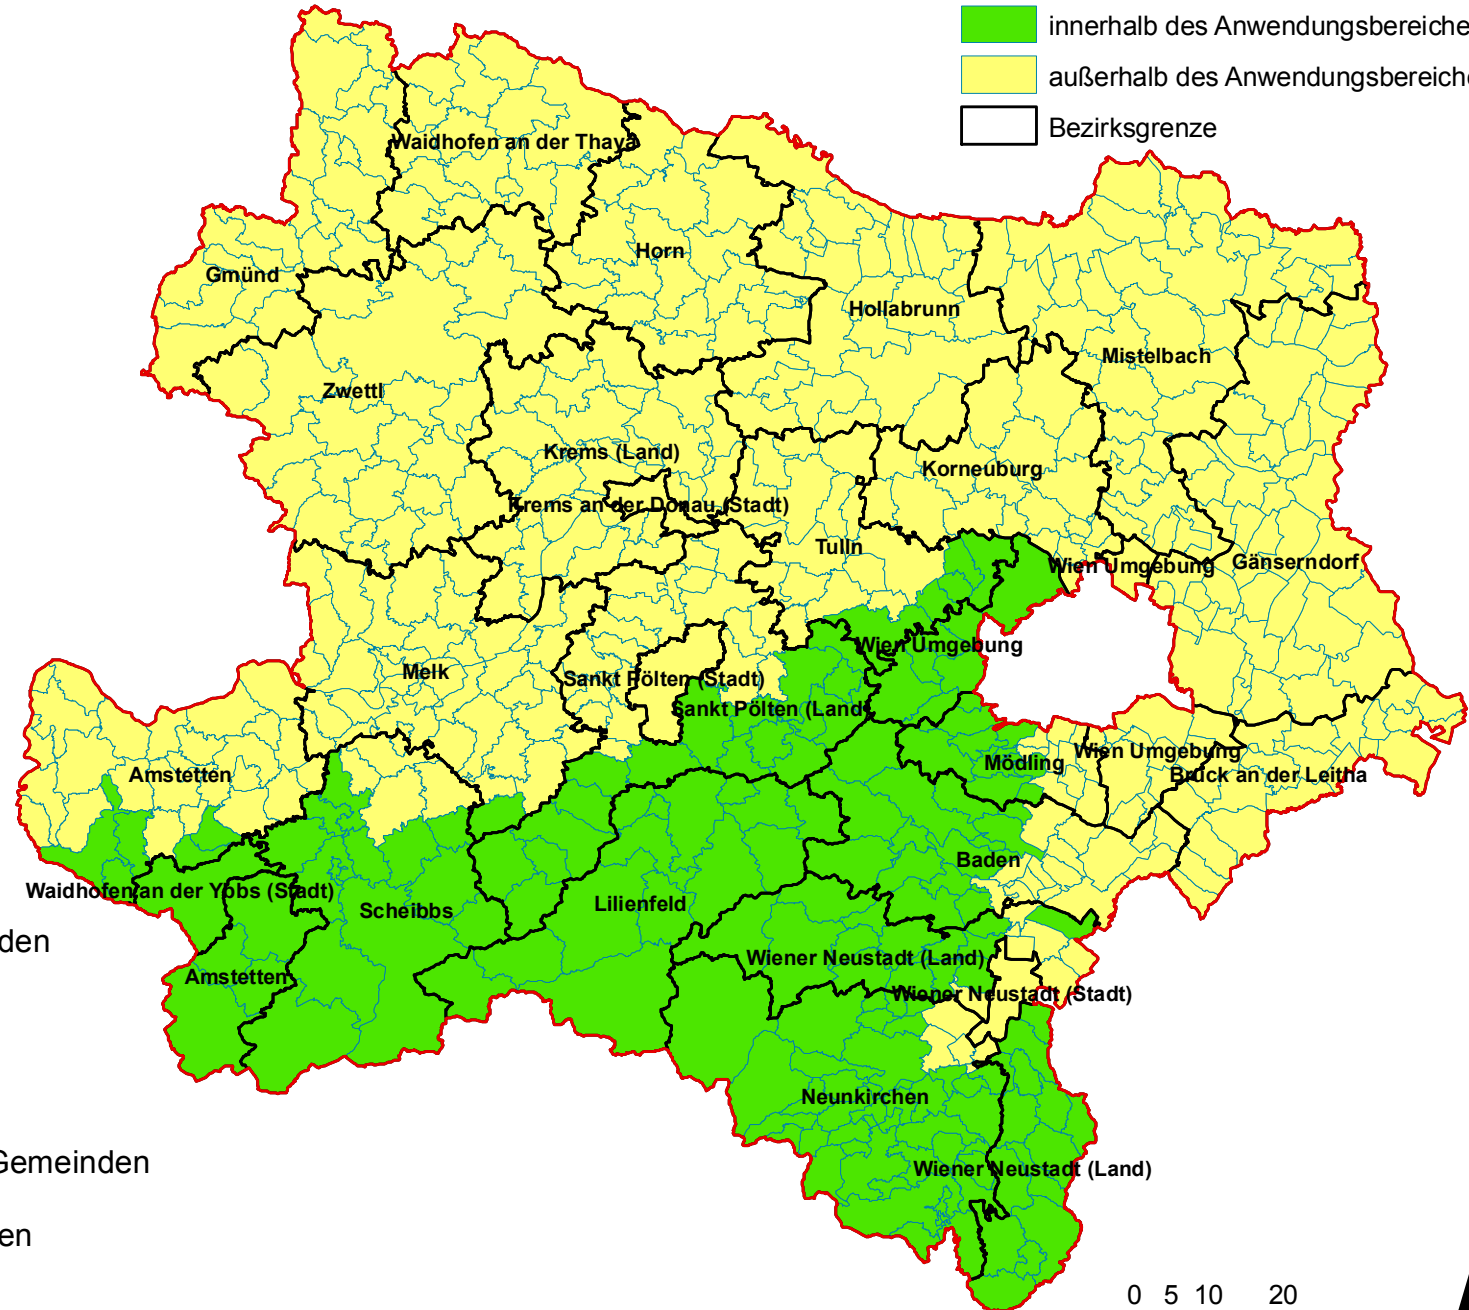 innerhalb des Anwendungsbereiche
außerhalb des Anwendungsbereich
Bezirksgrenze
Waidhofen an der Thaya
Horn
Gmünd
Hollabrunn
Mistelbach
Zwettl
Krems (Land)
Korneuburg
Krems an der Donau (Stadt)
Tulln
Wien Umgebung
Gänserndorf
Wien Umgebung
Melk
Sankt Pölten (Stadt)
Sankt Pölten (Land)
Wien Umgebung
Mödling
Amstetten
Bruck an der Leitha
Baden
Waidhofen an der Ybbs (Stadt)
Scheibbs
Lilienfeld
den
Wiener Neustadt (Land)
Amstetten
Wiener Neustadt (Stadt)
Neunkirchen
Gemeinden
Wiener Neustadt (Land)
en
0 5 10 20